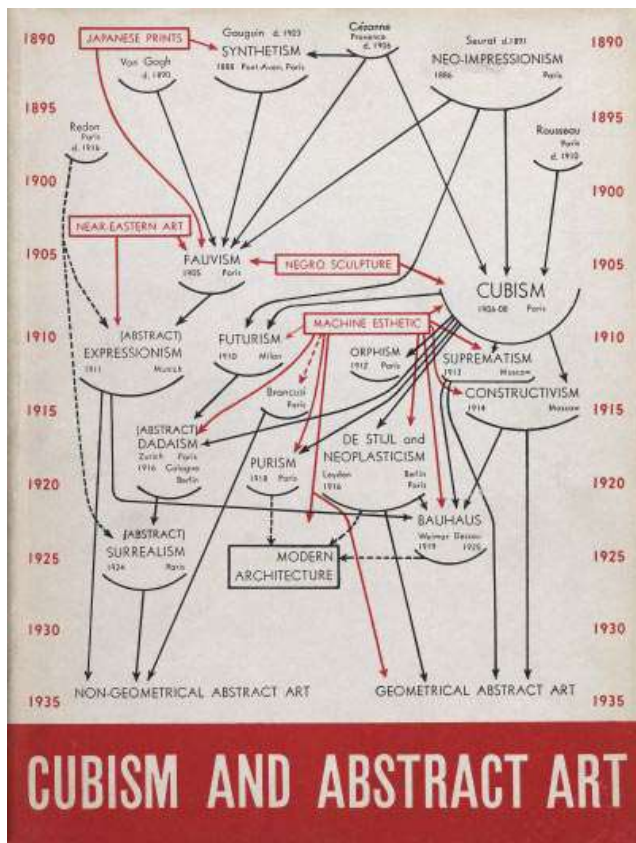 1890
JAPANESE PRINTS
Van Gogh
d. 1890
Gauguin d. 1903
SYNTHETISM
1888 Pont-Aven, Paris
Cézanne
Provence
d. 1906
Seurat d. 1891
NEO-IMPRESSIONISM
1886 Paris
1890
1895
1895
Redon
Paris
d. 1916
Rousseau
Paris
d. 1910
1900
1900
NEAR-EASTERN ART
1905
FAUVISM
1905 Paris
NEGRO SCULPTURE
1905
CUBISM
1906-08 Paris
1910
(ABSTRACT)
EXPRESSIONISM
1911 Munich
FUTURISM
1910 Milan
MACHINE ESTHETIC
ORPHISM
1912 Paris
SUPREMATISM
1913 Moscow
1910
Brancusi
Paris
CONSTRUCTIVISM
1914 Moscow
1915
1915
(ABSTRACT)
DADAISM
Zurich Paris
1916 Cologne
Berlin
PURISM
1918 Paris
DE STIJL and
NEOPLASTICISM
Leyden Berlin
1916 Paris
1920
1920
BAUHAUS
Weimar Dessau
1919 1925
(ABSTRACT)
SURREALISM
1924 Paris
1925
MODERN
ARCHITECTURE
1925
1930
1930
1935
NON-GEOMETRICAL ABSTRACT ART
GEOMETRICAL ABSTRACT ART
1935
CUBISM AND ABSTRACT ART